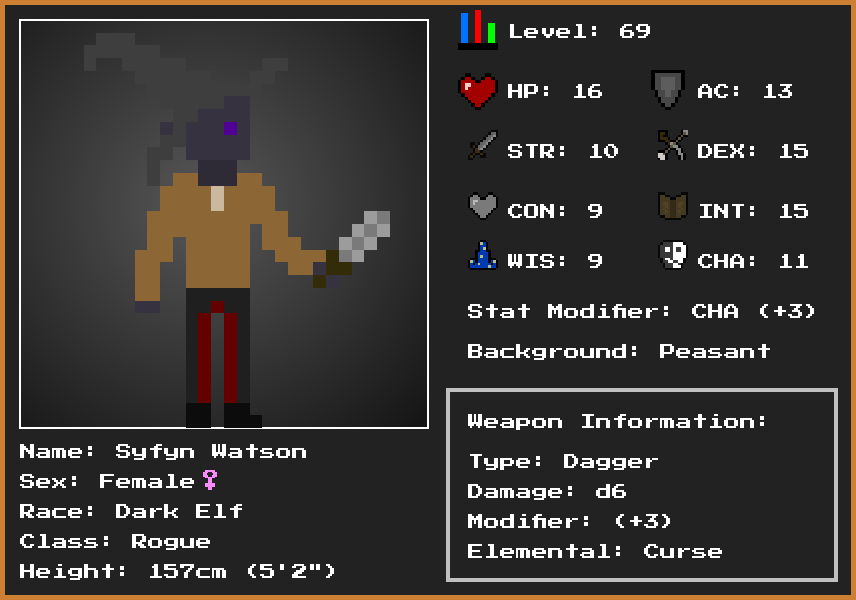 Level: 69
HP: 16
AC: 13
STR: 10
DEX: 15
CON: 9
INT: 15
WIS: 9
CHA: 11
Stat Modifier: CHA (+3)
Background: Peasant
Name: Syfyn Watson
Sex: Female♀
Race: Dark Elf
Class: Rogue
Height: 157cm (5'2")
Weapon Information:
Type: Dagger
Damage: d6
Modifier: (+3)
Elemental: Curse